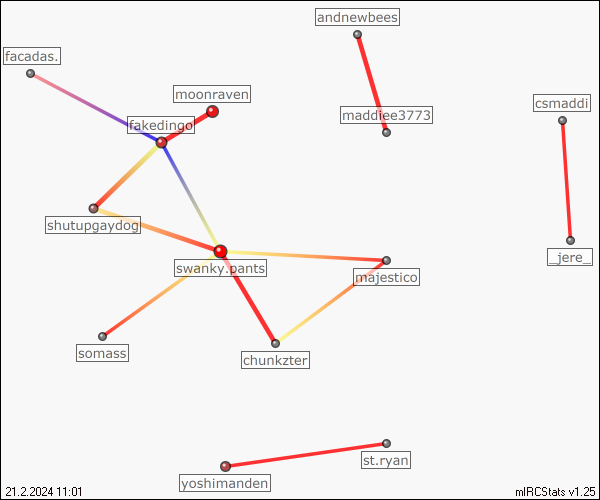 andnewbees
facadas.
moonraven
csmaddi
maddiee3773
fakedingo
shutupgaydog
_jere_
swanky.pants
majestico
somass
chunkzter
st.ryan
yoshimanden
21.2.2024 11:01
mIRCStats v1.25